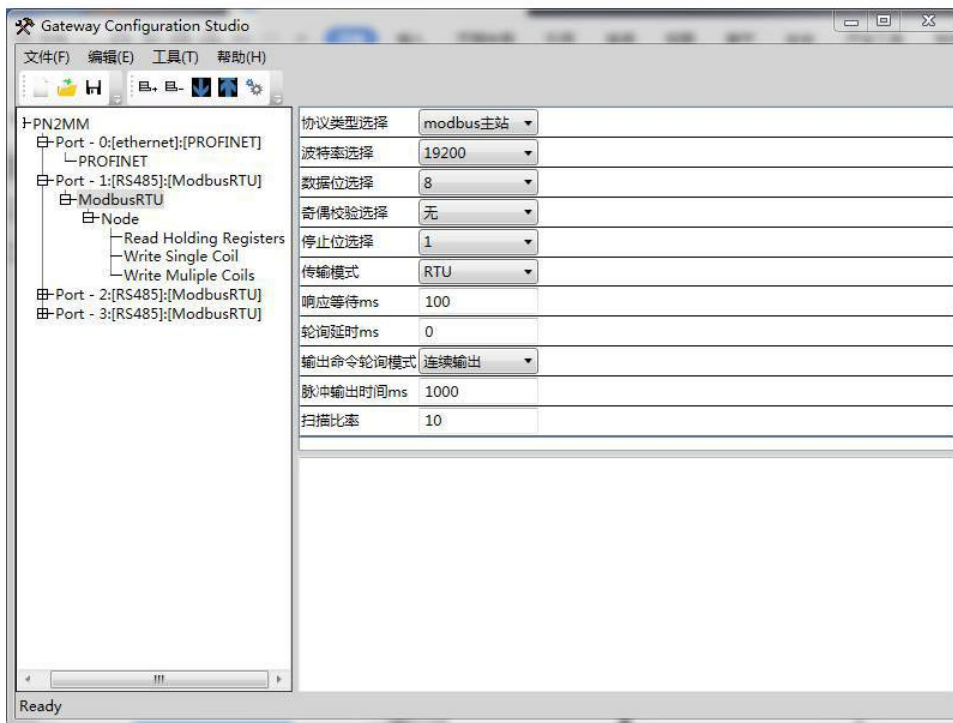 Gateway Configuration Studio
文件(F) 编辑(E) 工具(T) 帮助(H)
PN2MM
Port - 0:[ethernet]:[PROFINET]
PROFINET
Port - 1:[RS485]:[ModbusRTU]
ModbusRTU
Node
Read Holding Registers
Write Single Coil
Write Muliple Coils
Port - 2:[RS485]:[ModbusRTU]
Port - 3:[RS485]:[ModbusRTU]
协议类型选择 modbus主站
波特率选择 19200
数据位选择 8
奇偶校验选择 无
停止位选择 1
传输模式 RTU
响应等待ms 100
轮询延时ms 0
输出命令轮询模式 连续输出
脉冲输出时间ms 1000
扫描比率 10
Ready